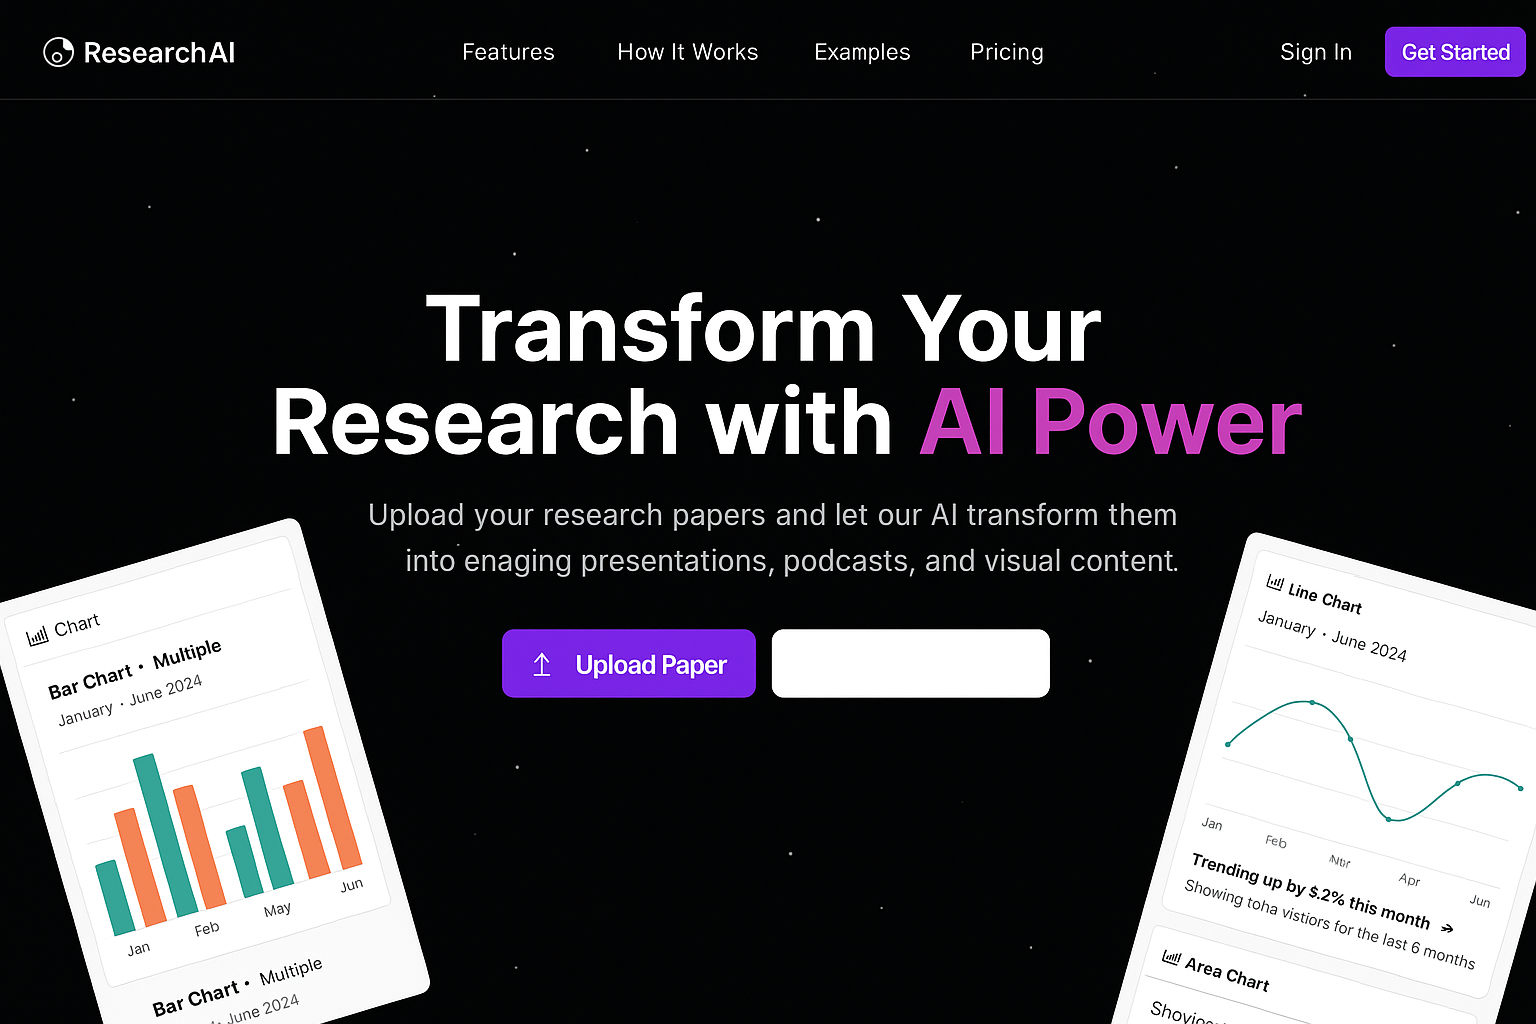 ResearchAI
Features
How It Works
Examples
Pricing
Sign In
Get Started
Transform Your
Research with AI Power
Upload your research papers and let our AI transform them
into enaging presentations, podcasts, and visual content.
Upload Paper
Chart
Bar Chart • Multiple
January • June 2024
Jan
Feb
May
Jun
Bar Chart • Multiple
June 2024
Line Chart
January • June 2024
Jan
Feb
Apr
Jun
Trending up by $.2% this month →
Showing toha vistiors for the last 6 months
Area Chart